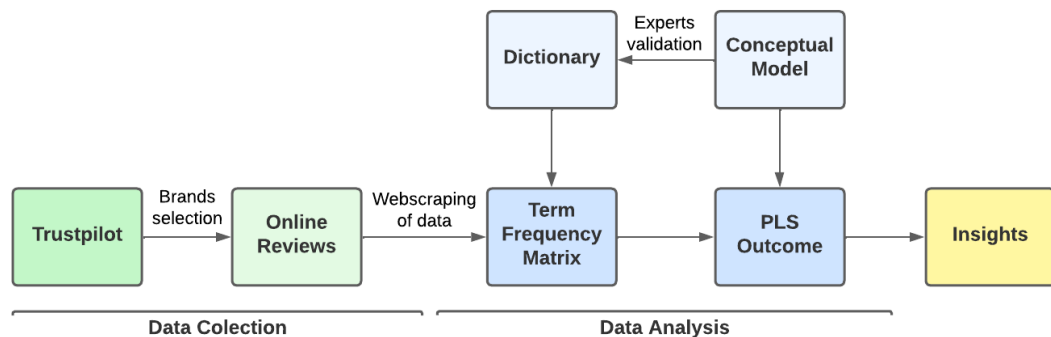 Dictionary
Experts
validation
Conceptual
Model
Trustpilot
Brands
selection
Online
Reviews
Webscraping
of data
Term
Frequency
Matrix
PLS
Outcome
Insights
Data Colection
Data Analysis